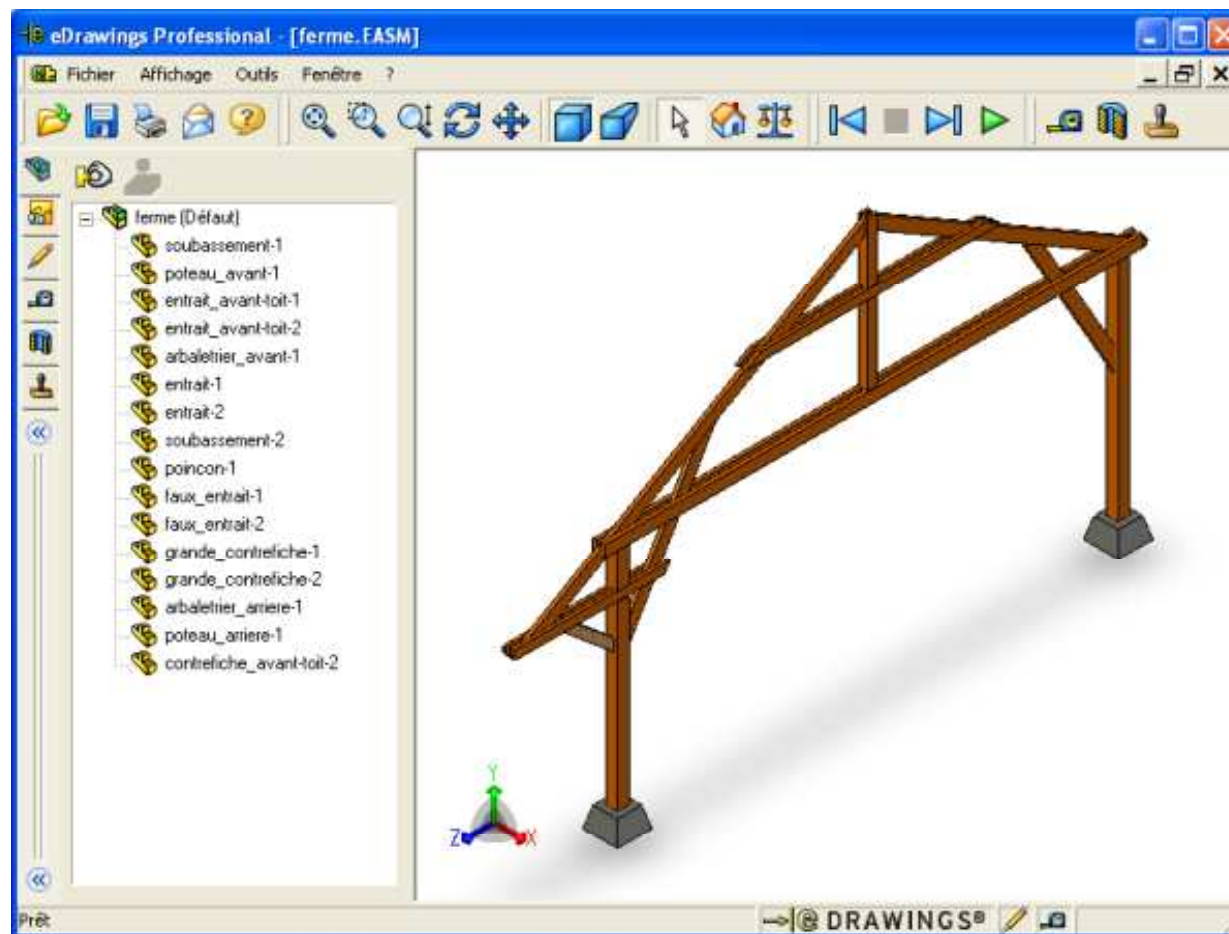 eDrawings Professional - [ferme.EASM]
Fichier Affichage Outils Fenêtre ?
ferme (Défaut)
soubassement-1
poteau_avant-1
entrait_avant-toit-1
entrait_avant-toit-2
arbaletrier_avant-1
entrait-1
entrait-2
soubassement-2
poincon-1
faux_entrait-1
faux_entrait-2
grande_contrefiche-1
grande_contrefiche-2
arbaletrier_arriere-1
poteau_arriere-1
contrefiche_avant-toit-2
Y
Z X
Prêt
e DRAWINGS®